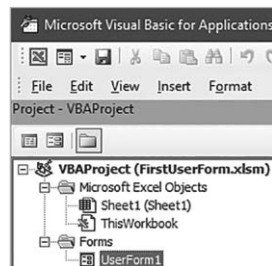 Microsoft Visual Basic for Applications
File Edit View Insert Format
Project - VBAProject
VBAProject (FirstUserForm.xlsm)
Microsoft Excel Objects
Sheet1 (Sheet1)
ThisWorkbook
Forms
UserForm1